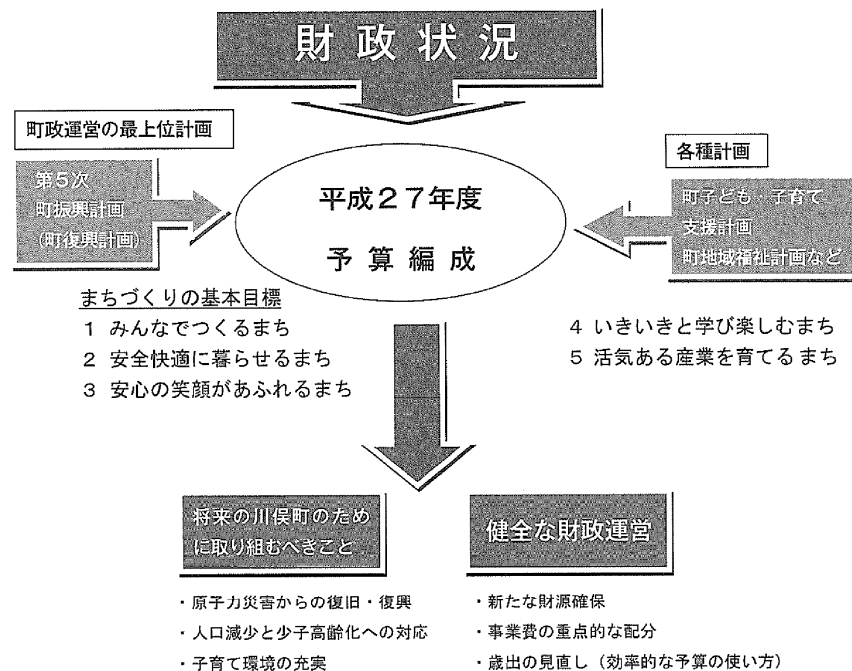 財政状況
町政運営の最上位計画
第5次
町振興計画
(町復興計画)
平成27年度
予算編成
各種計画
町子ども・子育て
支援計画
町地域福祉計画など
まちづくりの基本目標
1 みんなでつくるまち
2 安全快適に暮らせるまち
3 安心の笑顔があふれるまち
4 いきいきと学び楽しむまち
5 活気ある産業を育てるまち
将来の川俣町のため
に取り組むべきこと
・原子力災害からの復旧・復興
・人口減少と少子高齢化への対応
・子育て環境の充実
健全な財政運営
・新たな財源確保
・事業費の重点的な配分
・歳出の見直し(効率的な予算の使い方)